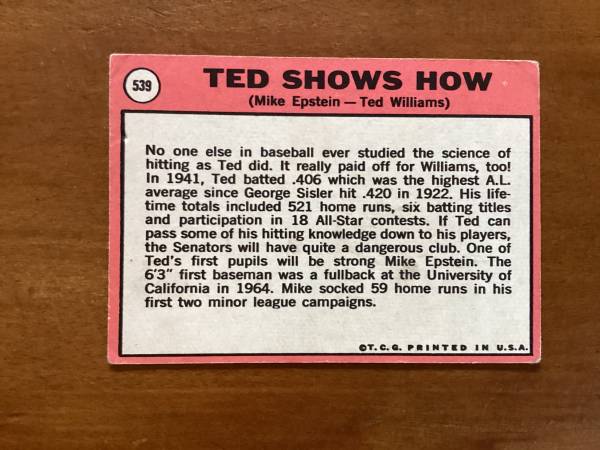 539
TED SHOWS HOW
(Mike Epstein — Ted Williams)
No one else in baseball ever studied the science of
hitting as Ted did. It really paid off for Williams, too!
In 1941, Ted batted .406 which was the highest A.L.
average since George Sisler hit .420 in 1922. His life-
time totals included 521 home runs, six batting titles
and participation in 18 All-Star contests. If Ted can
pass some of his hitting knowledge down to his players,
the Senators will have quite a dangerous club. One of
Ted's first pupils will be strong Mike Epstein. The
6'3" first baseman was a fullback at the University of
California in 1964. Mike socked 59 home runs in his
first two minor league campaigns.
©T.C.G. PRINTED IN U.S.A.